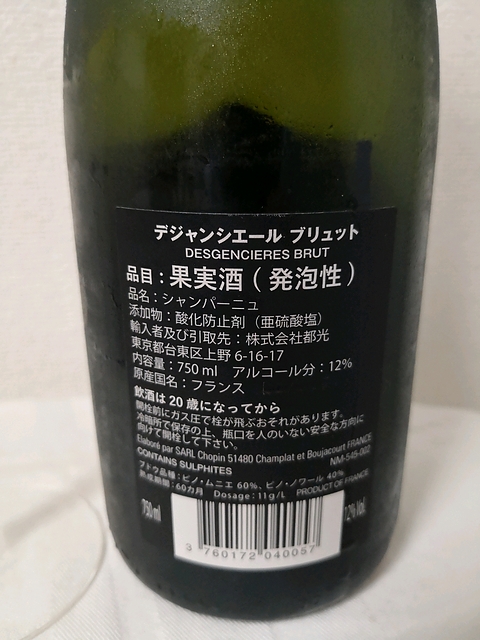 デジャンシエール ブリュット
DESGENCIERES BRUT
品目：果実酒（発泡性）
品名：シャンパーニュ
添加物：酸化防止剤（亜硫酸塩）
輸入者及び引取先：株式会社都光
東京都台東区上野 6-16-17
内容量：750 ml アルコール分：12%
原産国名：フランス
飲酒は20歳になってから
開栓前にガス圧で栓が飛ぶおそれがあります。
冷暗所で保存の上、瓶口を人のいない安全な方向に
向けて開栓して下さい。
Elaboré par SARL Chopin 51480 Champlat et Boujacourt FRANCE
NM-545-002
CONTAINS SULPHITES
ブドウ品種：ピノ・ムニエ 60%、ピノ・ノワール 40%
熟成期間：60カ月 Dosage：11g/L PRODUCT OF FRANCE
750 ml
12% Vol.
3 760172 040057